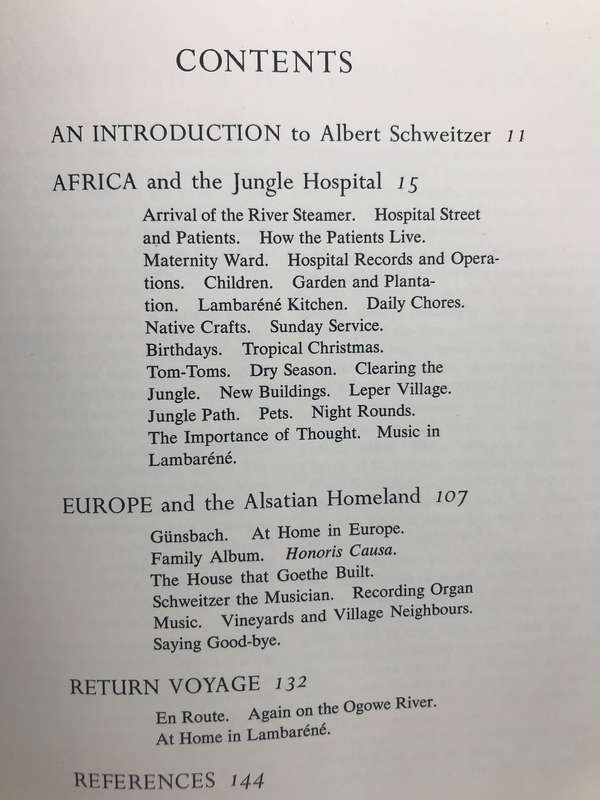 CONTENTS
AN INTRODUCTION to Albert Schweitzer 11
AFRICA and the Jungle Hospital 15
Arrival of the River Steamer. Hospital Street
and Patients. How the Patients Live.
Maternity Ward. Hospital Records and Opera-
tions. Children. Garden and Planta-
tion. Lambaréné Kitchen. Daily Chores.
Native Crafts. Sunday Service.
Birthdays. Tropical Christmas.
Tom-Toms. Dry Season. Clearing the
Jungle. New Buildings. Leper Village.
Jungle Path. Pets. Night Rounds.
The Importance of Thought. Music in
Lambaréné.
EUROPE and the Alsatian Homeland 107
Günsbach. At Home in Europe.
Family Album. Honoris Causa.
The House that Goethe Built.
Schweitzer the Musician. Recording Organ
Music. Vineyards and Village Neighbours.
Saying Good-bye.
RETURN VOYAGE 132
En Route. Again on the Ogowe River.
At Home in Lambaréné.
REFERENCES 144